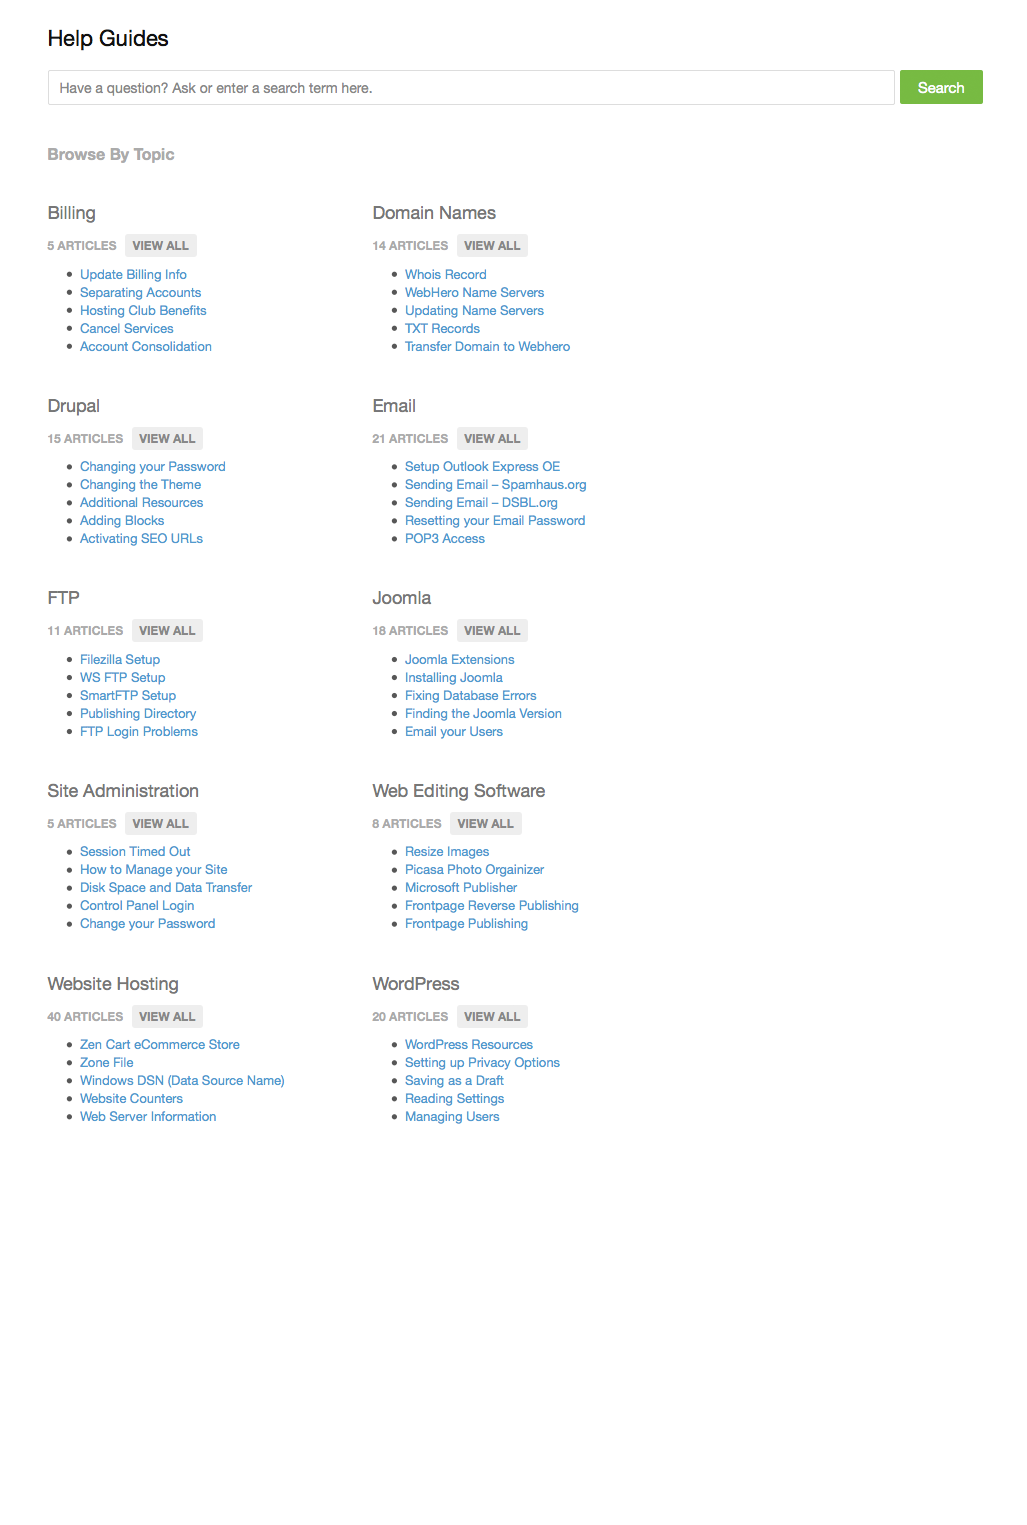 Help Guides
Have a question? Ask or enter a search term here.
Search
Browse By Topic
Billing
5 ARTICLES VIEW ALL
Update Billing Info
Separating Accounts
Hosting Club Benefits
Cancel Services
Account Consolidation
Domain Names
14 ARTICLES VIEW ALL
Whois Record
WebHero Name Servers
Updating Name Servers
TXT Records
Transfer Domain to Webhero
Drupal
15 ARTICLES VIEW ALL
Changing your Password
Changing the Theme
Additional Resources
Adding Blocks
Activating SEO URLs
Email
21 ARTICLES VIEW ALL
Setup Outlook Express OE
Sending Email – Spamhaus.org
Sending Email – DSBL.org
Resetting your Email Password
POP3 Access
FTP
11 ARTICLES VIEW ALL
Filezilla Setup
WS FTP Setup
SmartFTP Setup
Publishing Directory
FTP Login Problems
Joomla
18 ARTICLES VIEW ALL
Joomla Extensions
Installing Joomla
Fixing Database Errors
Finding the Joomla Version
Email your Users
Site Administration
5 ARTICLES VIEW ALL
Session Timed Out
How to Manage your Site
Disk Space and Data Transfer
Control Panel Login
Change your Password
Web Editing Software
8 ARTICLES VIEW ALL
Resize Images
Picasa Photo Orgainizer
Microsoft Publisher
Frontpage Reverse Publishing
Frontpage Publishing
Website Hosting
40 ARTICLES VIEW ALL
Zen Cart eCommerce Store
Zone File
Windows DSN (Data Source Name)
Website Counters
Web Server Information
WordPress
20 ARTICLES VIEW ALL
WordPress Resources
Setting up Privacy Options
Saving as a Draft
Reading Settings
Managing Users